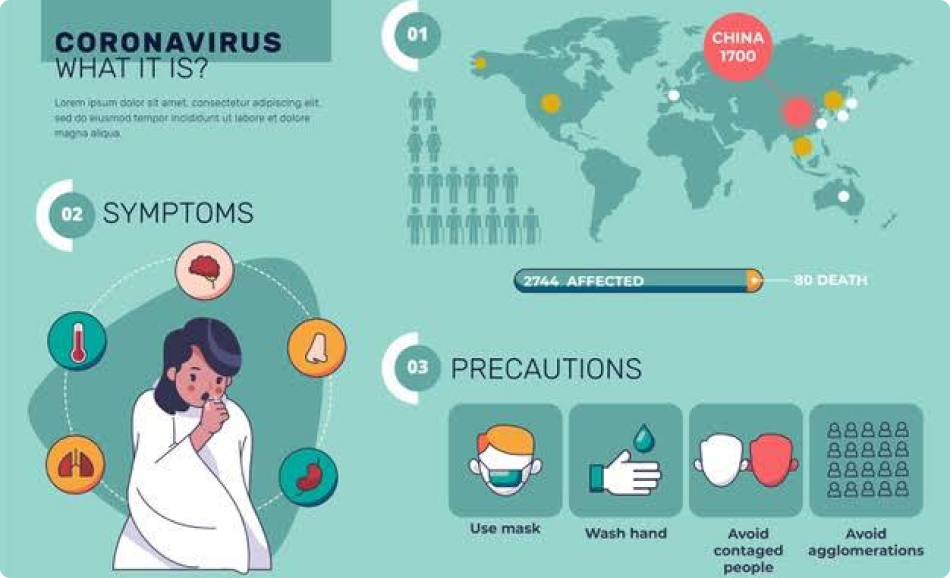 CORONAVIRUS
WHAT IT IS?
Lorem ipsum dolor sit amet, consectetur adipiscing elit,
sed do eiusmod tempor incididunt ut labore et dolore
magna aliqua.
01
CHINA
1700
2744 AFFECTED
80 DEATH
02
SYMPTOMS
03
PRECAUTIONS
Use mask
Wash hand
Avoid
contaged
people
Avoid
agglomerations